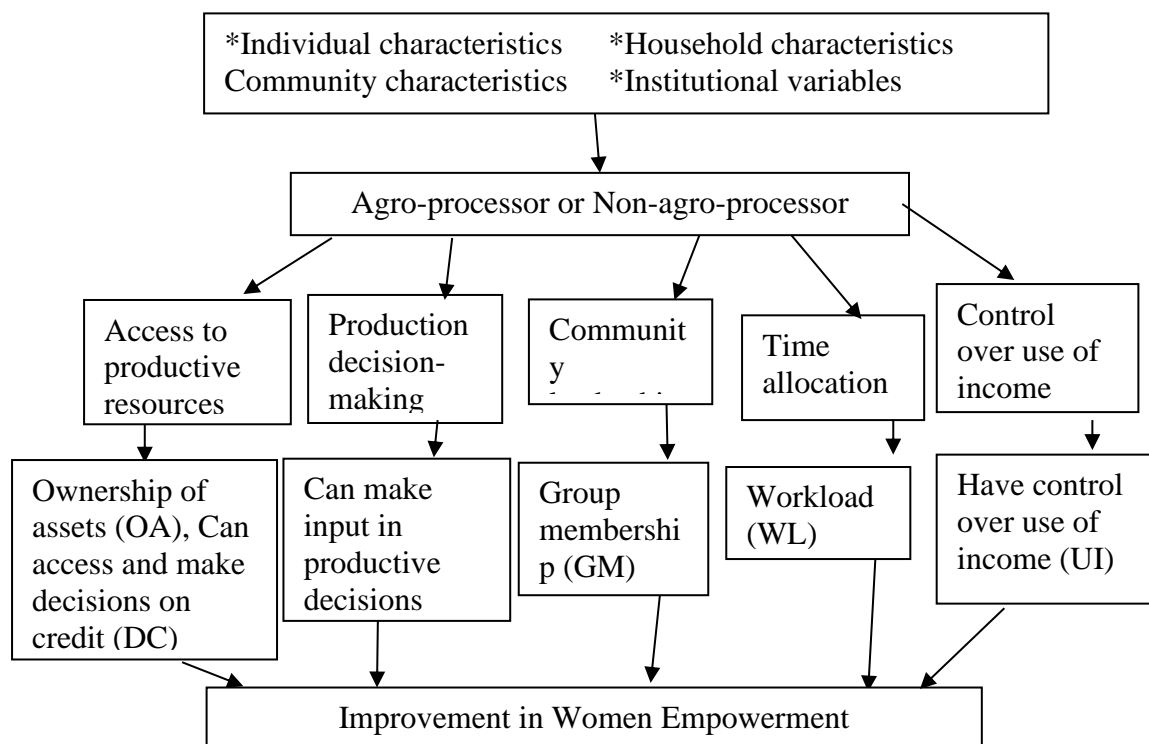 *Individual characteristics *Household characteristics
Community characteristics *Institutional variables
Agro-processor or Non-agro-processor
Access to
productive
resources
Production
decision-
making
Communit
y
Time
allocation
Control
over use of
income
Ownership of
assets (OA), Can
access and make
decisions on
credit (DC)
Can make
input in
productive
decisions
Group
membershi
p (GM)
Workload
(WL)
Have control
over use of
income (UI)
Improvement in Women Empowerment